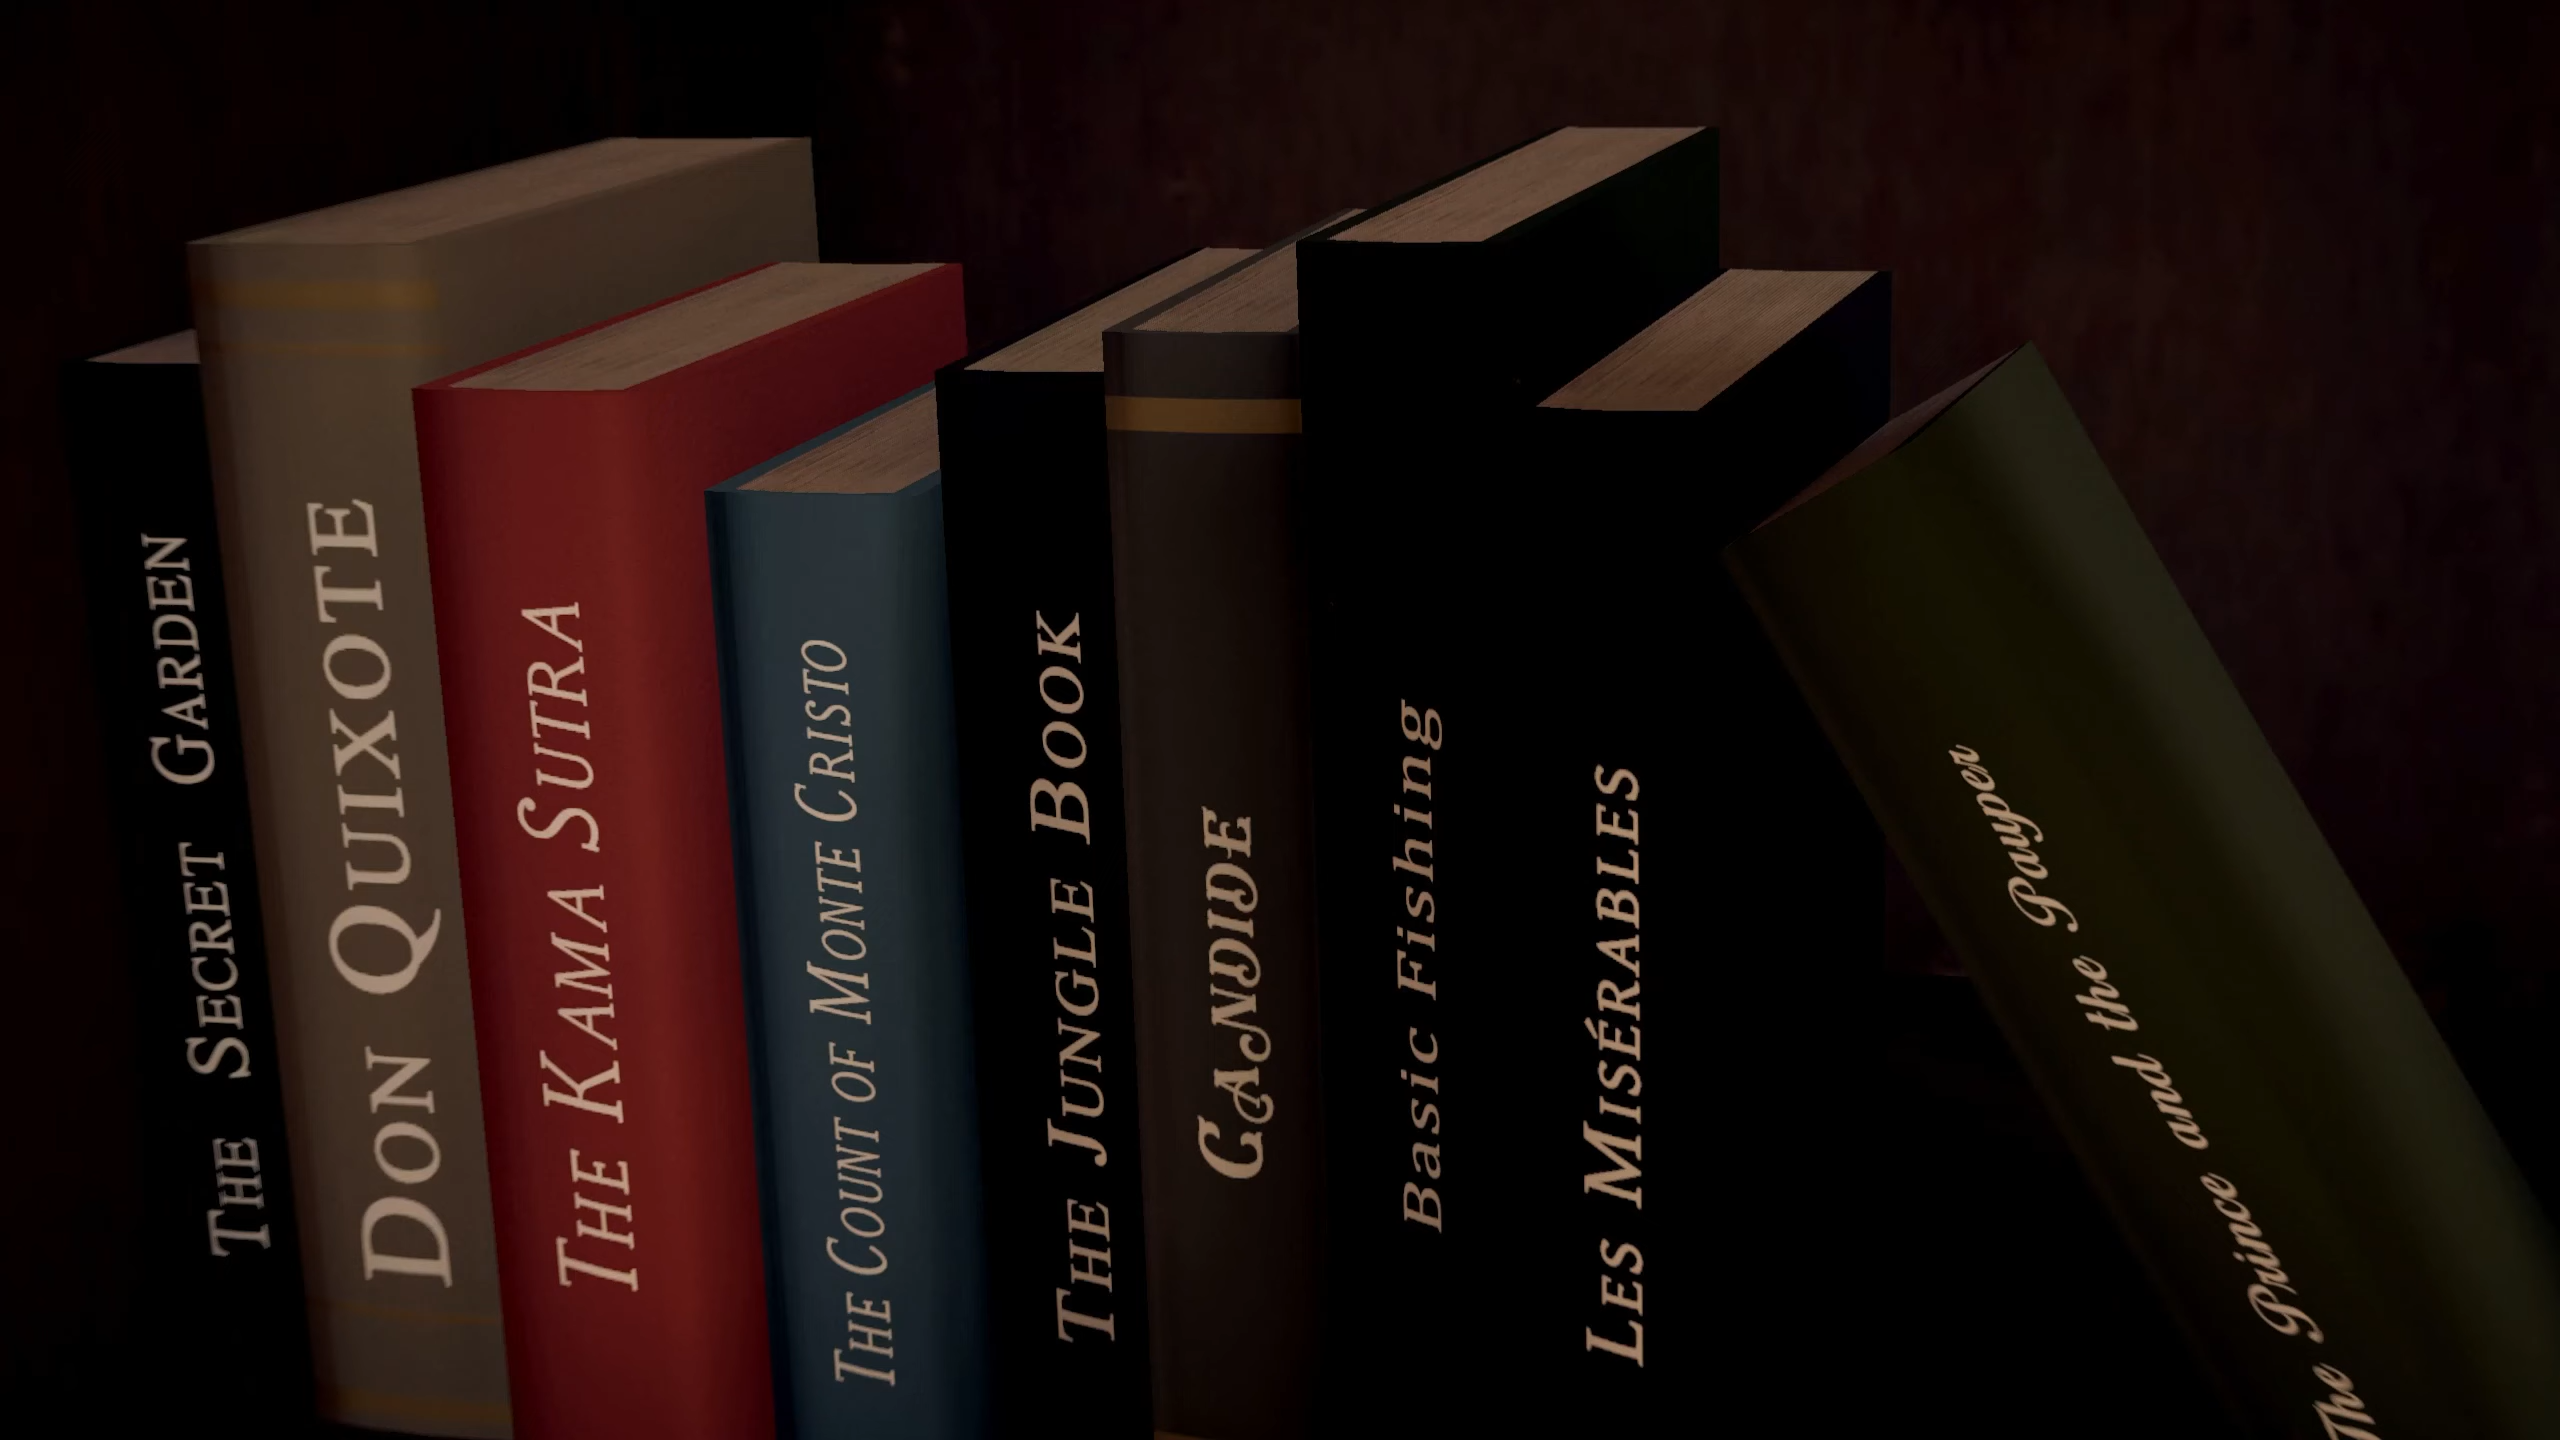 THE SECRET GARDEN
DON QUIXOTE
THE KAMA SUTRA
THE COUNT OF MONTE CRISTO
THE JUNGLE BOOK
CANDIDE
Basic Fishing
LES MISÉRABLES
The Prince and the Pauper